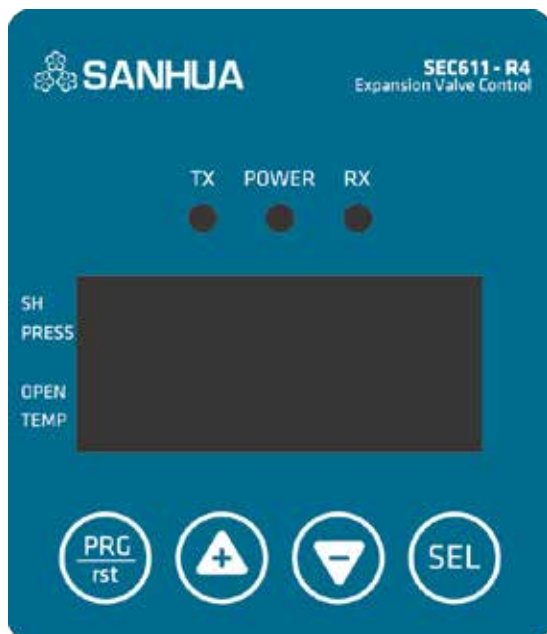 SANHUA
SEC611-R4
Expansion Valve Control
TX POWER RX
SH
PRESS
OPEN
TEMP
PRG
rst
+
-
SEL